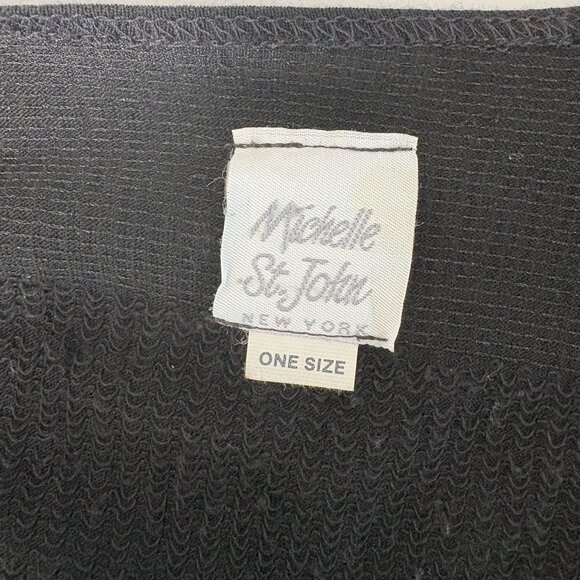 Michelle
St. John
NEW YORK
ONE SIZE